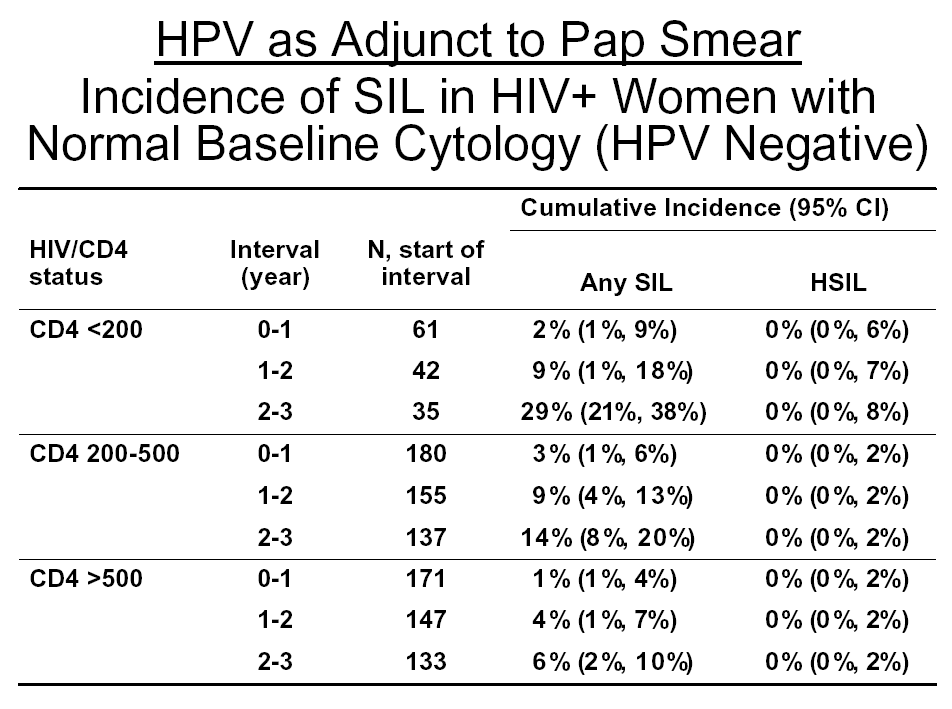 HPV as Adjunct to Pap Smear
Incidence of SIL in HIV+ Women with
Normal Baseline Cytology (HPV Negative)
Cumulative Incidence (95% CI)
HIV/CD4 status Interval (year) N, start of interval Any SIL HSIL
CD4 <200 0-1 61 2% (1%, 9%) 0% (0%, 6%)
1-2 42 9% (1%, 18%) 0% (0%, 7%)
2-3 35 29% (21%, 38%) 0% (0%, 8%)
CD4 200-500 0-1 180 3% (1%, 6%) 0% (0%, 2%)
1-2 155 9% (4%, 13%) 0% (0%, 2%)
2-3 137 14% (8%, 20%) 0% (0%, 2%)
CD4 >500 0-1 171 1% (1%, 4%) 0% (0%, 2%)
1-2 147 4% (1%, 7%) 0% (0%, 2%)
2-3 133 6% (2%, 10%) 0% (0%, 2%)